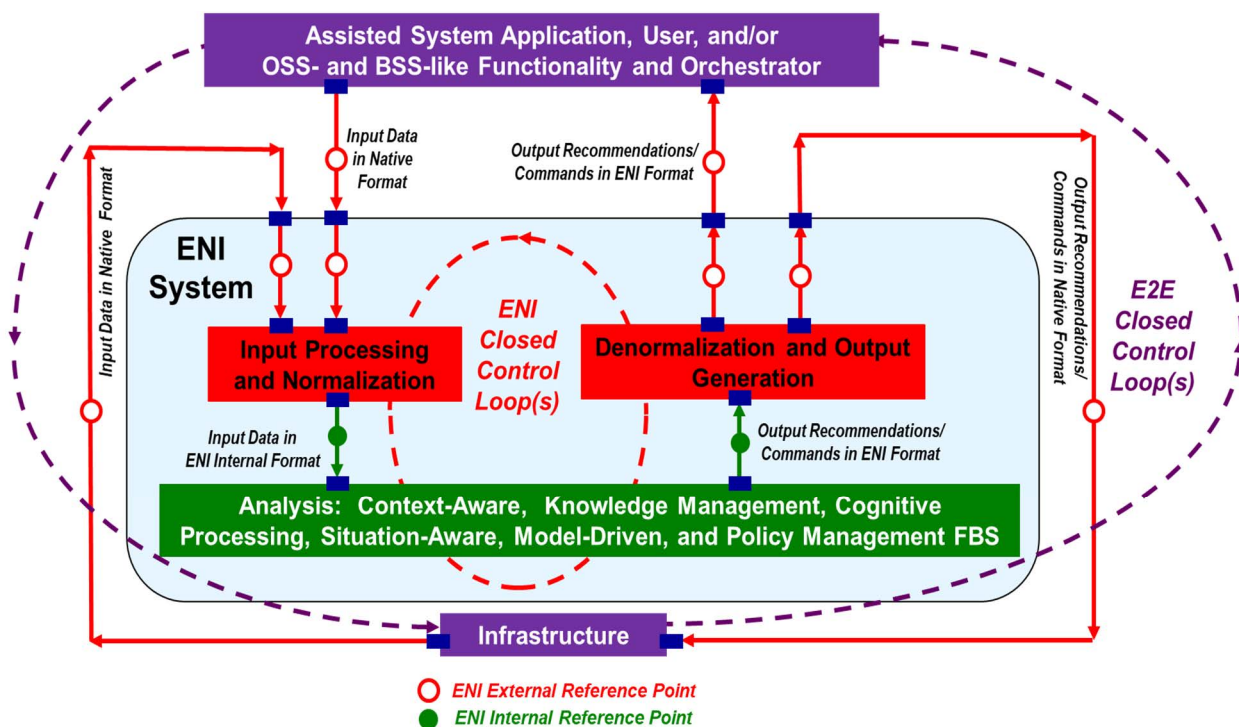 Assisted System Application, User, and/or
OSS- and BSS-like Functionality and Orchestrator
Input Data
in Native
Format
Output Recommendations/
Commands in ENI Format
Input Data in Native Format
Output Recommendations/
Commands in Native Format
ENI
System
ENI
Closed
Control
Loop(s)
E2E
Closed
Control
Loop(s)
Input Processing
and Normalization
Denormalization and Output
Generation
Input Data in
ENI Internal Format
Output Recommendations/
Commands in ENI Format
Analysis: Context-Aware, Knowledge Management, Cognitive
Processing, Situation-Aware, Model-Driven, and Policy Management FBS
Infrastructure
ENI External Reference Point
ENI Internal Reference Point